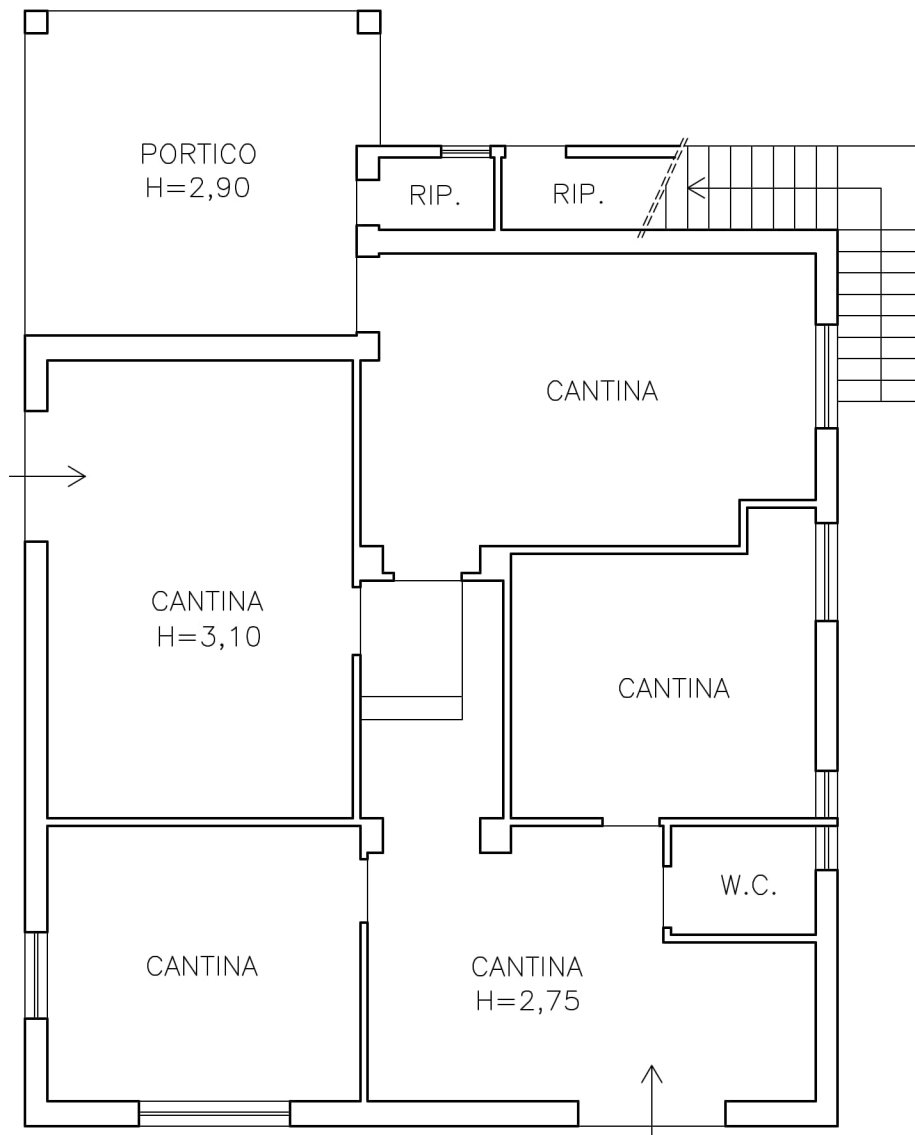 PORTICO
H=2,90
RIP.
RIP.
CANTINA
CANTINA
H=3,10
CANTINA
W.C.
CANTINA
CANTINA
H=2,75